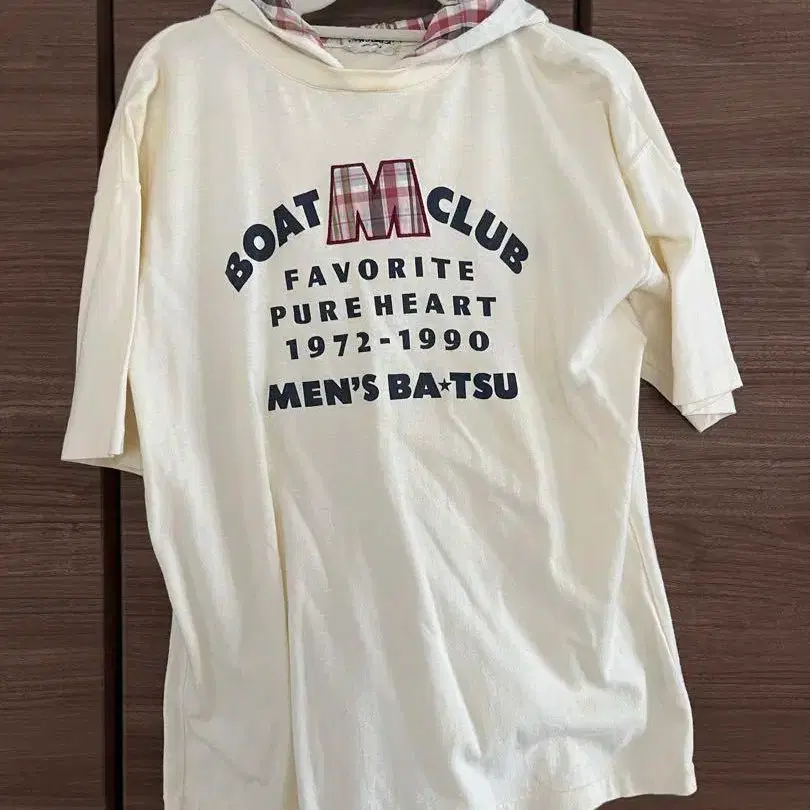 BOAT M CLUB
FAVORITE
PURE HEART
1972-1990
MEN'S BA★TSU